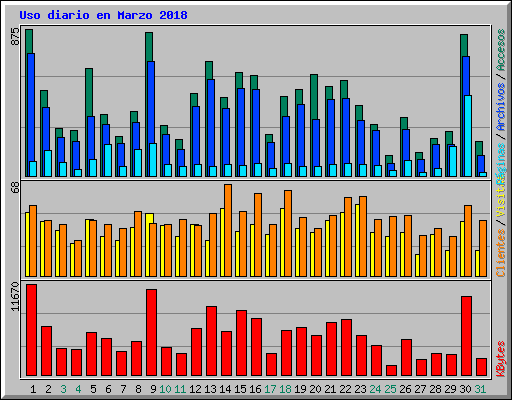 Uso diario en Marzo 2018
875
68
11670
Clientes / Visitas
Páginas / Archivos / Accesos
KBytes
1 2 3 4 5 6 7 8 9 10 11 12 13 14 15 16 17 18 19 20 21 22 23 24 25 26 27 28 29 30 31